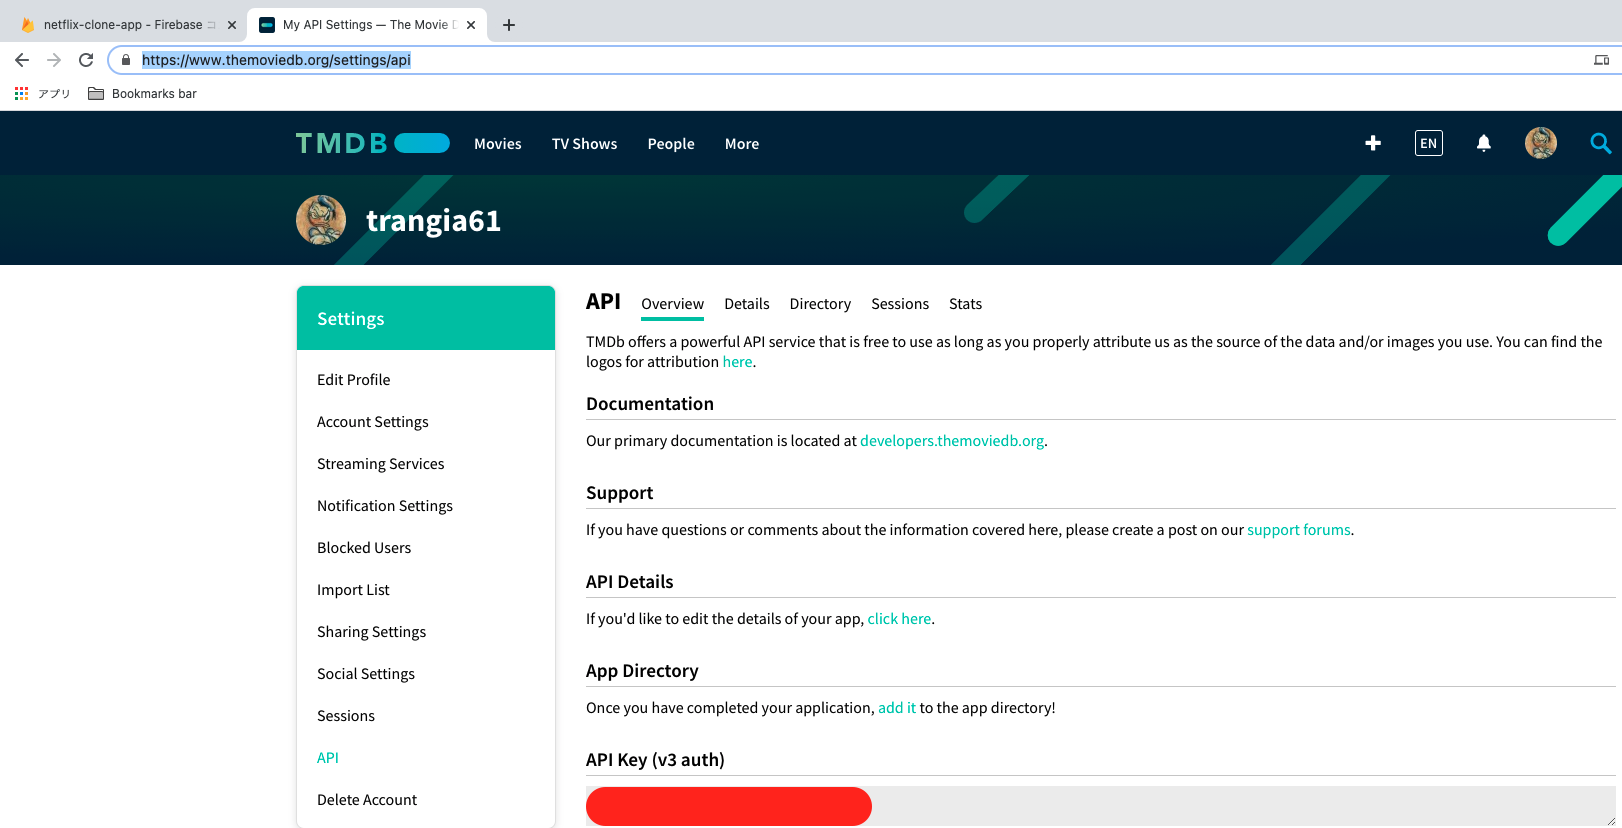 netflix-clone-app - Firebase コ
My API Settings — The Movie D
https://www.themoviedb.org/settings/api
アプリ
Bookmarks bar
TMDB
Movies
TV Shows
People
More
EN
trangia61
Settings
Edit Profile
Account Settings
Streaming Services
Notification Settings
Blocked Users
Import List
Sharing Settings
Social Settings
Sessions
API
Delete Account
API
Overview
Details
Directory
Sessions
Stats
TMDb offers a powerful API service that is free to use as long as you properly attribute us as the source of the data and/or images you use. You can find the
logos for attribution here.
Documentation
Our primary documentation is located at developers.themoviedb.org.
Support
If you have questions or comments about the information covered here, please create a post on our support forums.
API Details
If you'd like to edit the details of your app, click here.
App Directory
Once you have completed your application, add it to the app directory!
API Key (v3 auth)